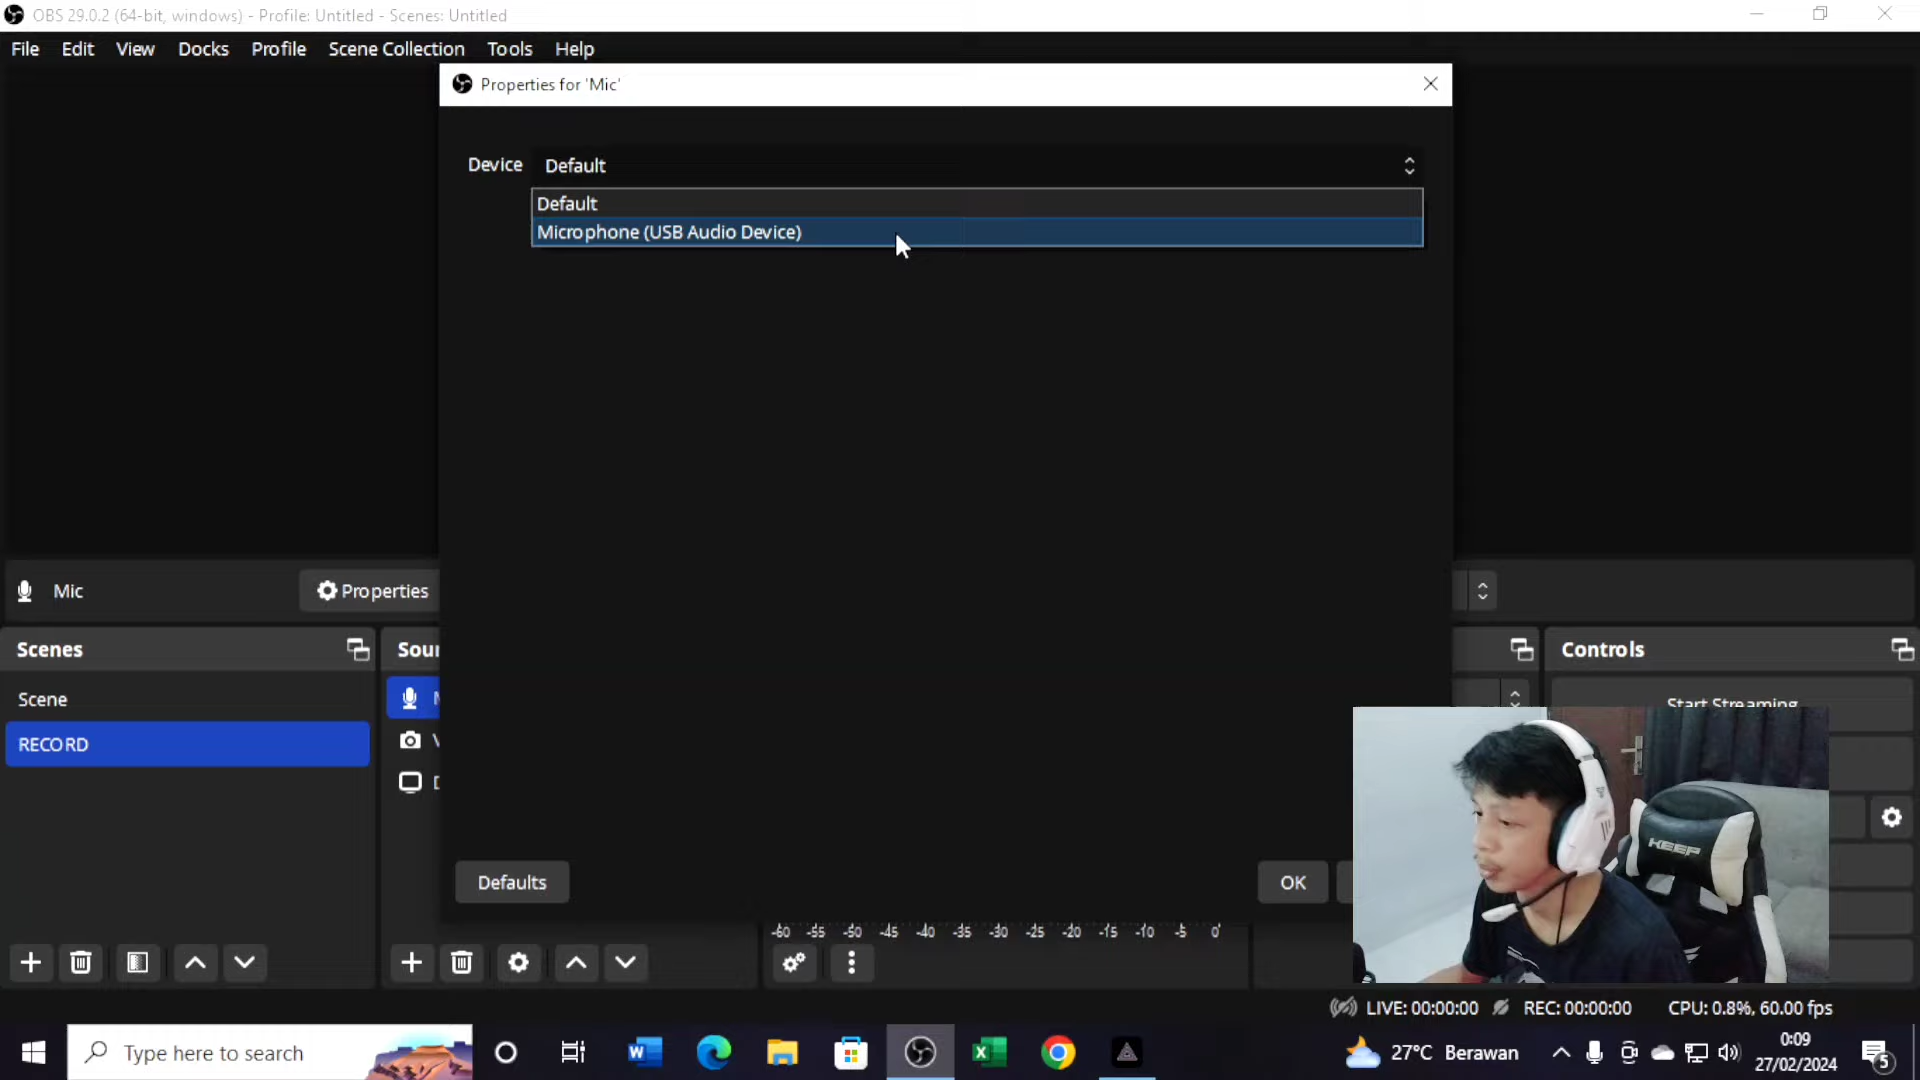 OBS 29.0.2 (64-bit, windows) - Profile: Untitled - Scenes: Untitled
File Edit View Docks Profile Scene Collection Tools Help
Properties for 'Mic'
Device Default
Default
Microphone (USB Audio Device)
Mic Properties
Scenes
Sour
Controls
Scene
RECORD
Start Streaming
KEEP
Defaults
OK
-60 -55 -50 -45 -40 -35 -30 -25 -20 -15 -10 -5 0
LIVE: 00:00:00 REC: 00:00:00 CPU: 0.8%, 60.00 fps
Type here to search
27°C Berawan
0:09
27/02/2024
5